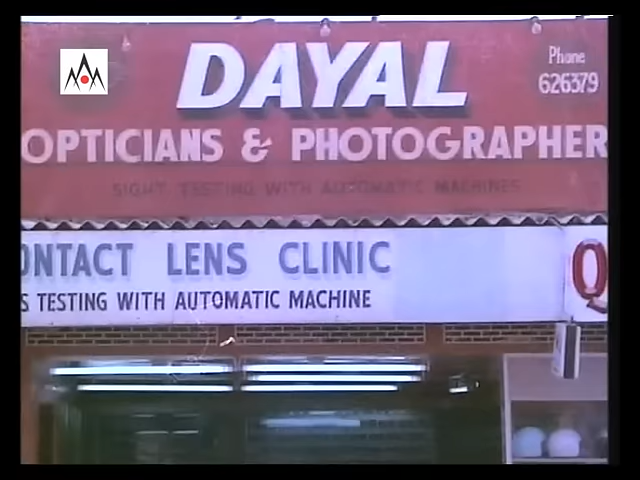 DAYAL
Phone
626379
OPTICIANS & PHOTOGRAPHER
SIGHT TESTING WITH AUTOMATIC MACHINES
ONTACT LENS CLINIC
S TESTING WITH AUTOMATIC MACHINE
Q